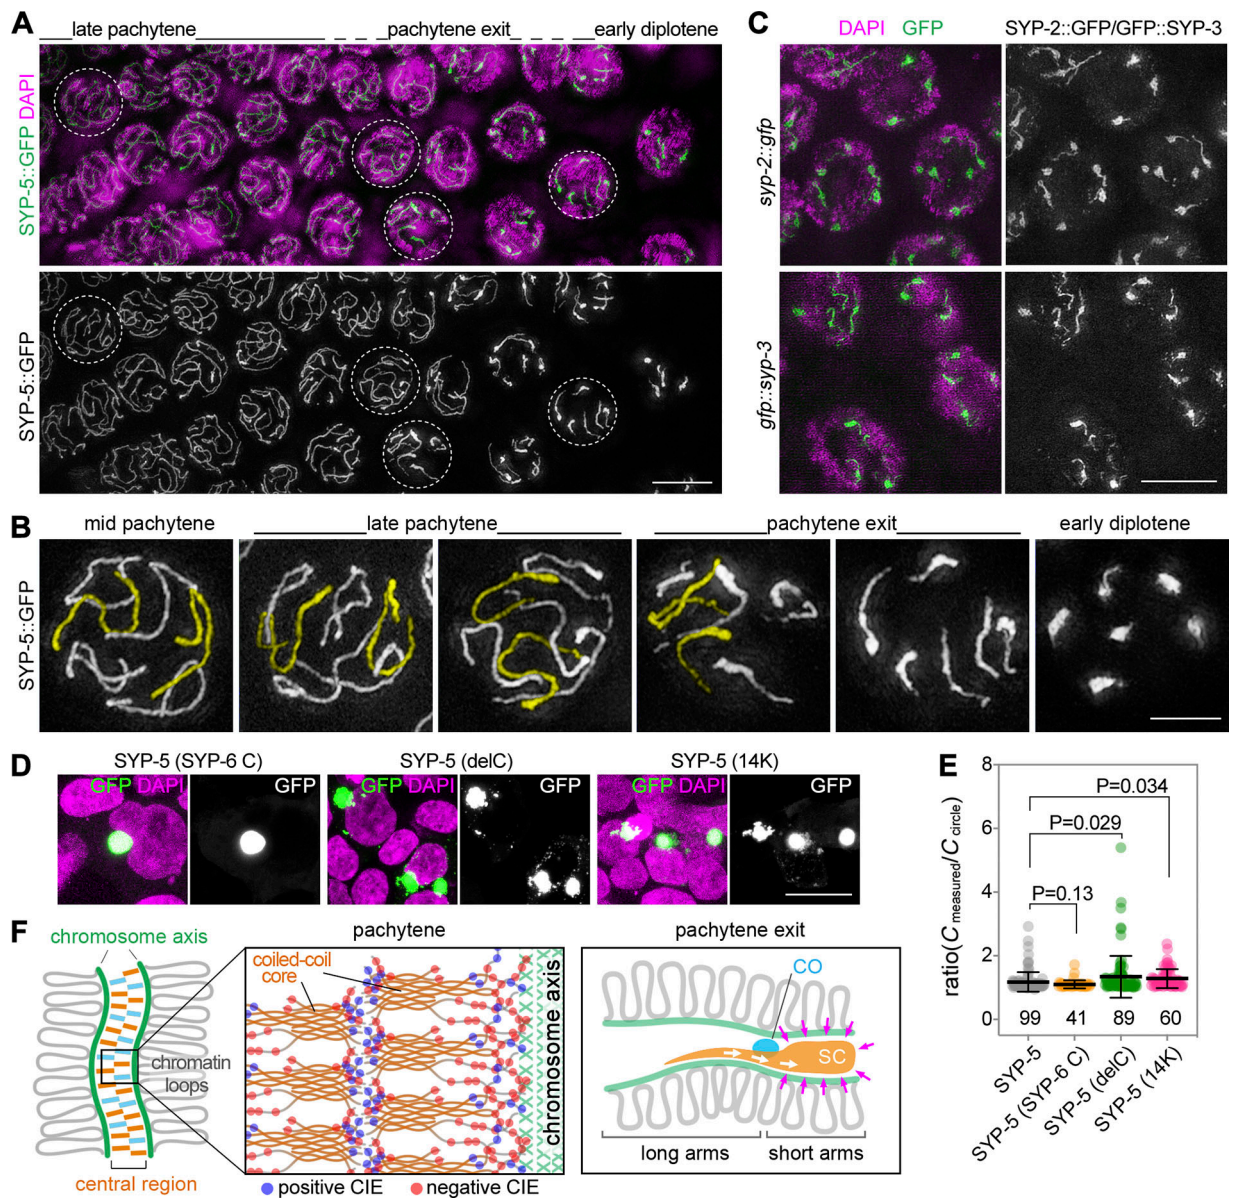 A
late pachytene
pachytene exit
early diplotene
SYP-5::GFP DAPI
SYP-5::GFP
C
DAPI GFP
SYP-2::GFP/GFP::SYP-3
syp-2::gfp
gfp::syp-3
B
mid pachytene
late pachytene
pachytene exit
early diplotene
SYP-5::GFP
D
SYP-5 (SYP-6 C)
SYP-5 (delC)
SYP-5 (14K)
GFP DAPI
GFP
GFP DAPI
GFP
GFP DAPI
GFP
E
ratio(C measured/C circle)
8
6
4
2
0
P=0.034
P=0.029
P=0.13
99
41
89
60
SYP-5
SYP-5 (SYP-6 C)
SYP-5 (delC)
SYP-5 (14K)
F
chromosome axis
chromatin
loops
central region
pachytene
coiled-coil
core
chromosome axis
positive CIE
negative CIE
pachytene exit
CO
SC
long arms
short arms